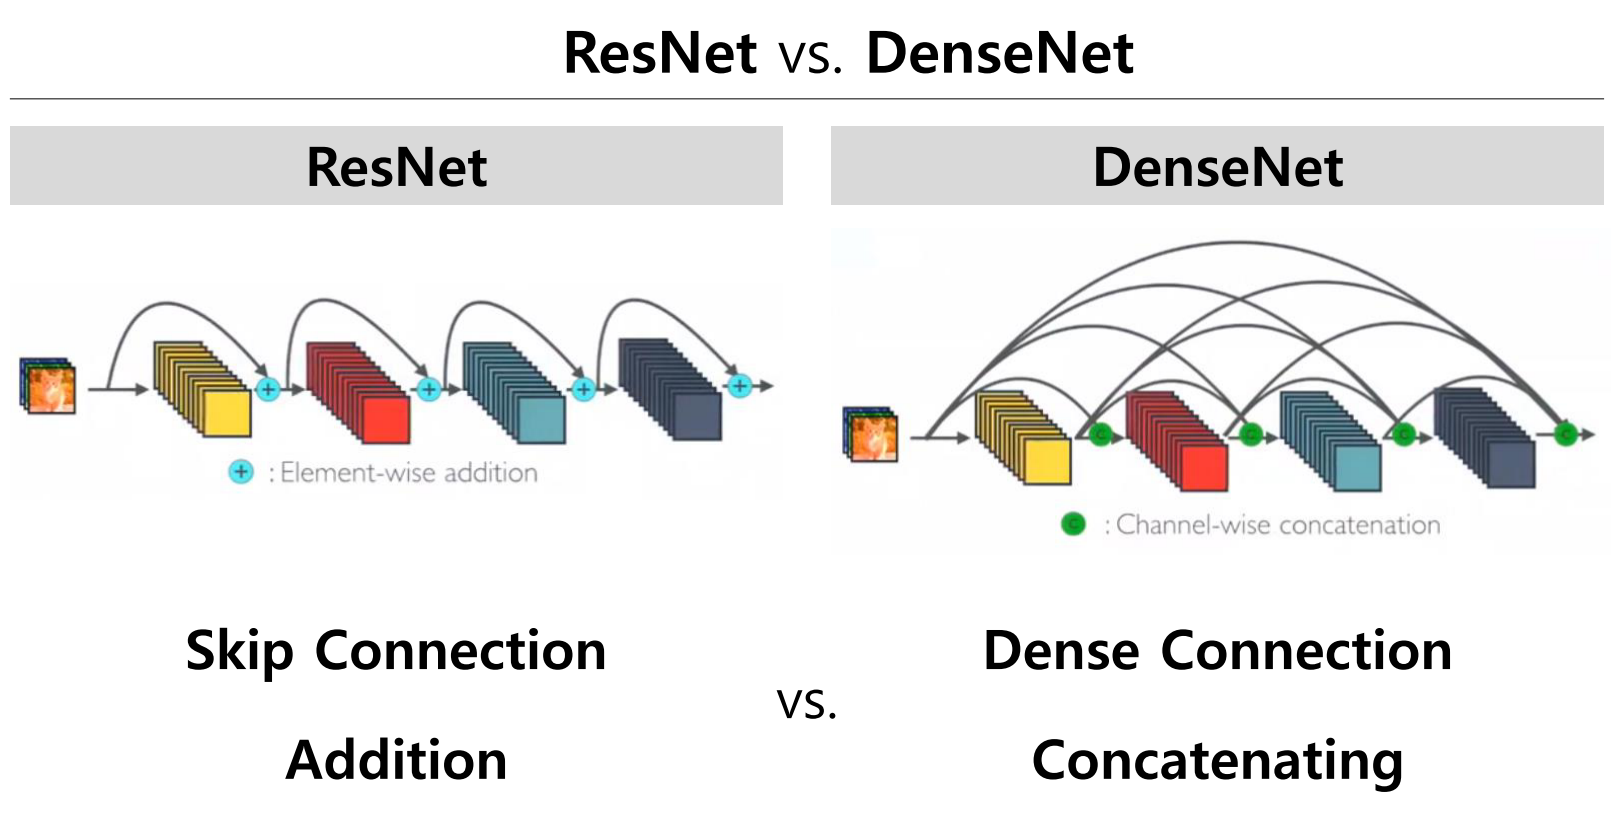 ResNet vs. DenseNet
ResNet
DenseNet
+ : Element-wise addition
C : Channel-wise concatenation
Skip Connection
Addition
vs.
Dense Connection
Concatenating